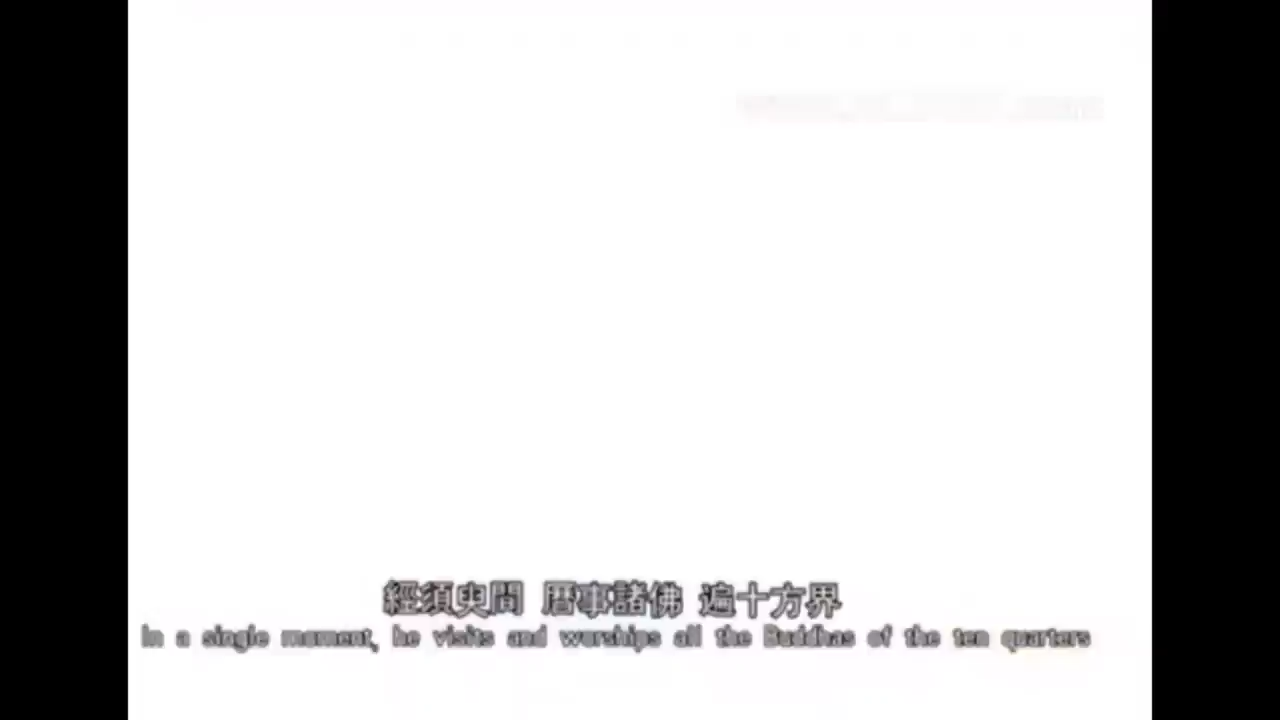 經須臾間 曆事諸佛 遍十方界
In a single moment, he visits and worships all the Buddhas of the ten quarters